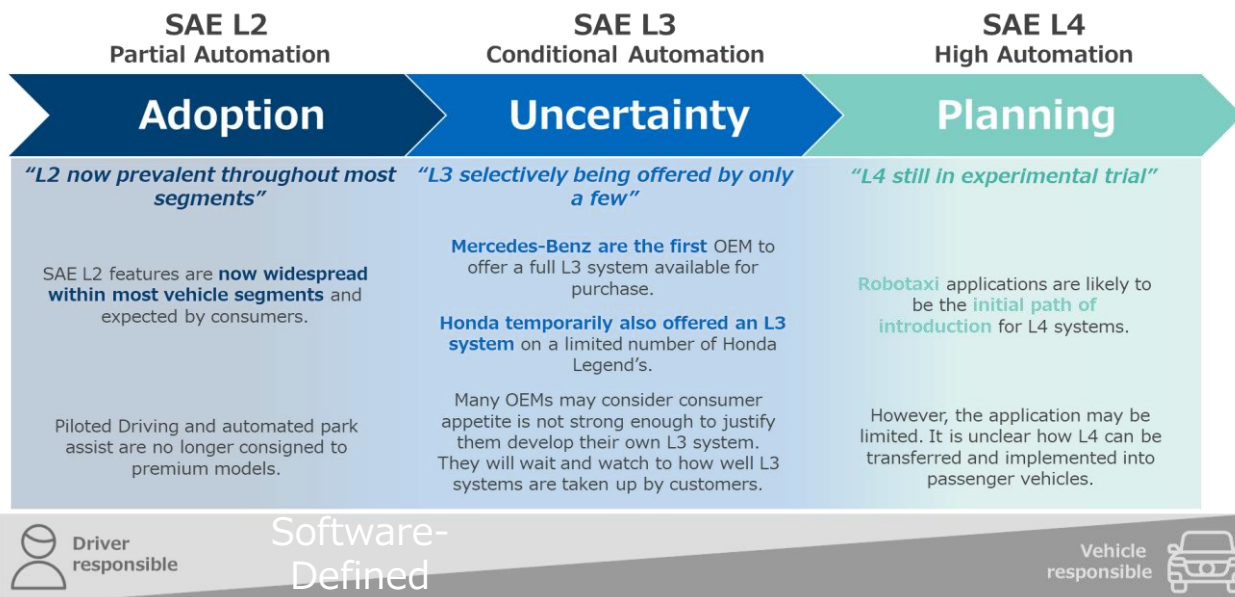 SAE L2
Partial Automation
SAE L3
Conditional Automation
SAE L4
High Automation
Adoption
Uncertainty
Planning
“L2 now prevalent throughout most
segments”
SAE L2 features are now widespread
within most vehicle segments and
expected by consumers.
Piloted Driving and automated park
assist are no longer consigned to
premium models.
“L3 selectively being offered by only
a few”
Mercedes-Benz are the first OEM to
offer a full L3 system available for
purchase.
Honda temporarily also offered an L3
system on a limited number of Honda
Legend’s.
Many OEMs may consider consumer
appetite is not strong enough to justify
them develop their own L3 system.
They will wait and watch to how well L3
systems are taken up by customers.
“L4 still in experimental trial”
Robotaxi applications are likely to
be the initial path of
introduction for L4 systems.
However, the application may be
limited. It is unclear how L4 can be
transferred and implemented into
passenger vehicles.
Driver
responsible
Software-
Defined
Vehicle
responsible